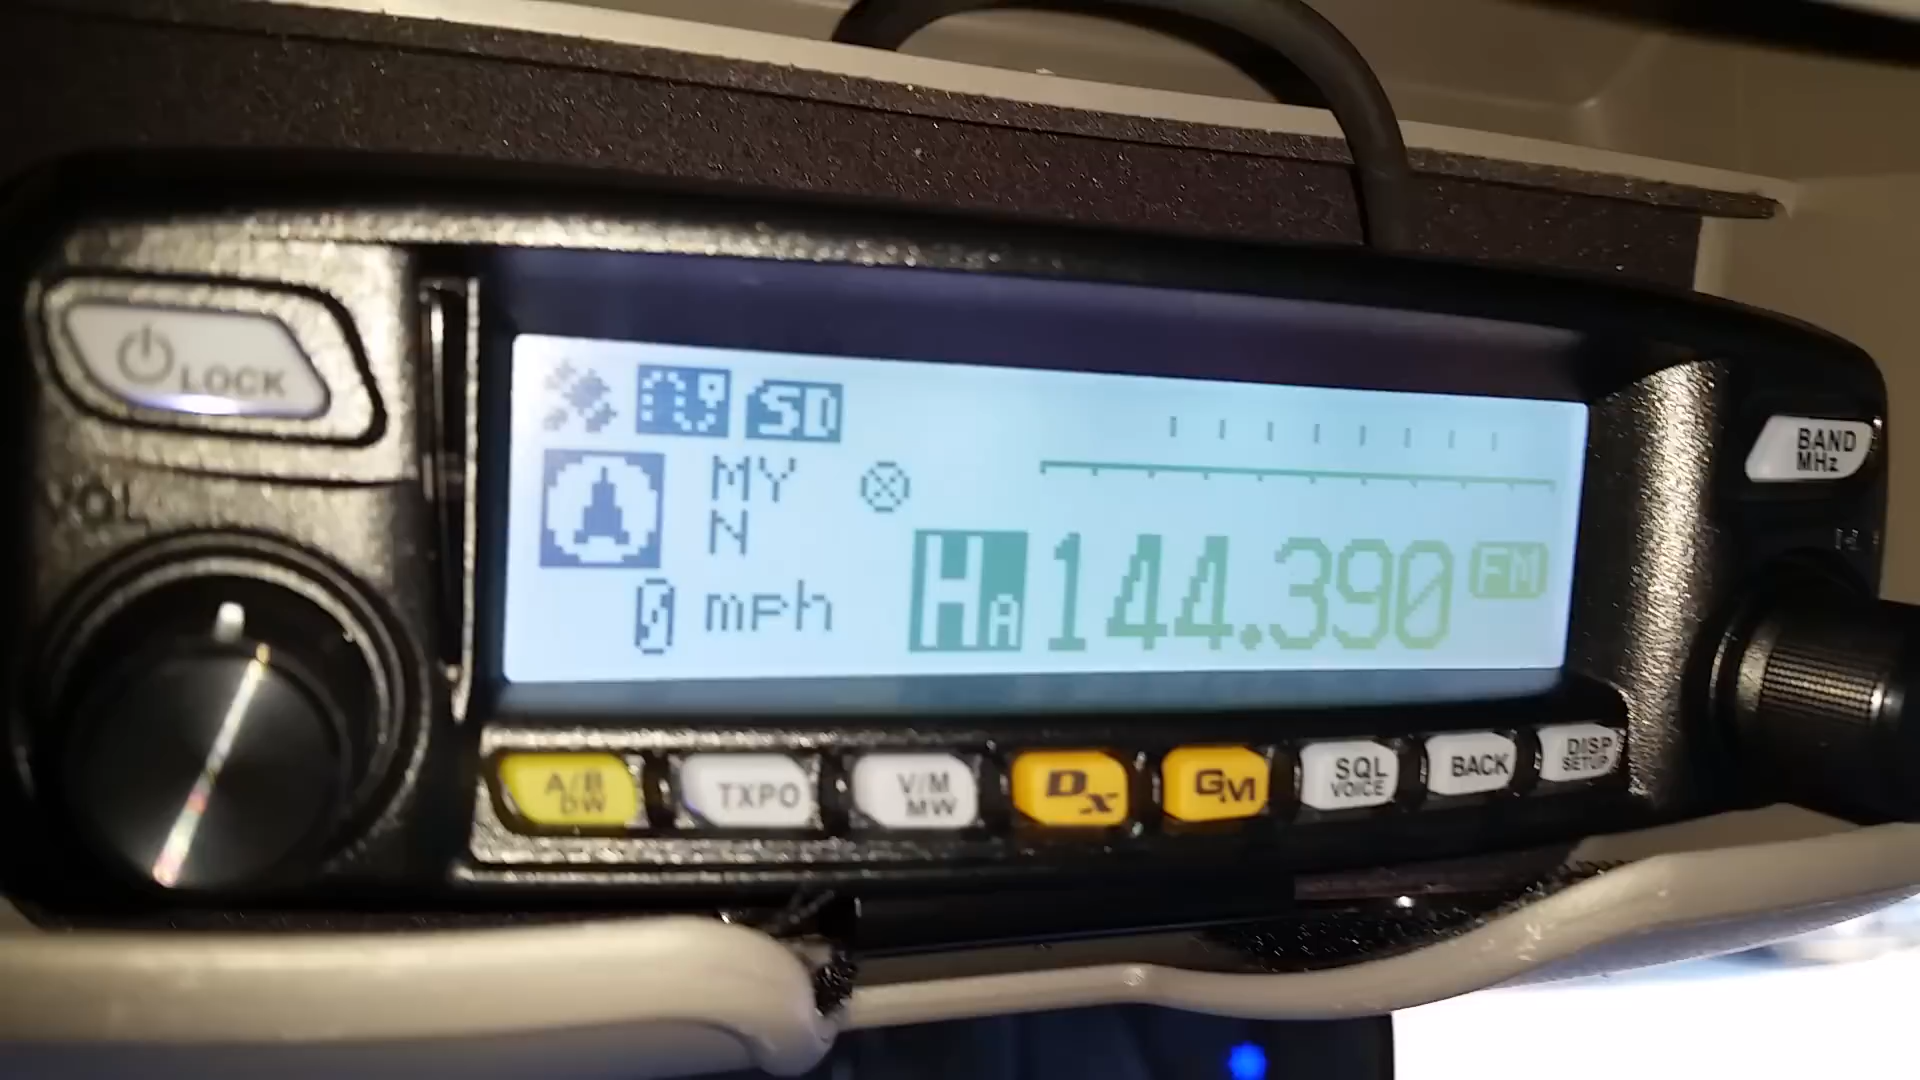 LOCK
VOL
SD
MY
N
0 mph
HA 144.390 FM
BAND
MHz
A/B
DW
TXPO
V/M
MW
DX
GM
SQL
VOICE
BACK
DISP
SETUP